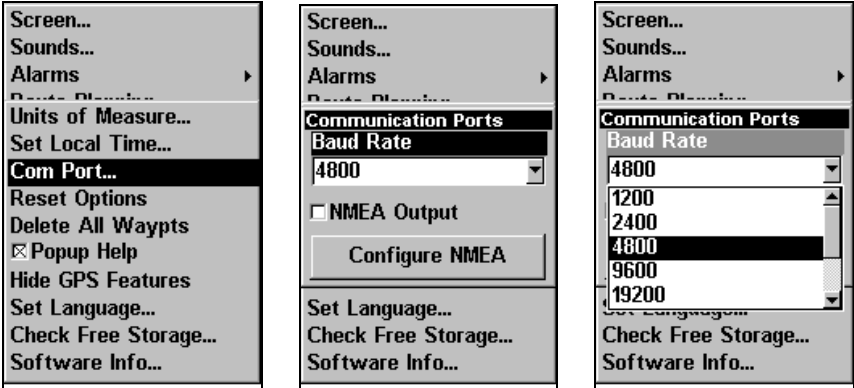 Screen...
Sounds...
Alarms
Units of Measure...
Set Local Time...
Com Port...
Reset Options
Delete All Waypts
Popup Help
Hide GPS Features
Set Language...
Check Free Storage...
Software Info...
Screen...
Sounds...
Alarms
Communication Ports
Baud Rate
4800
NMEA Output
Configure NMEA
Set Language...
Check Free Storage...
Software Info...
Screen...
Sounds...
Alarms
Communication Ports
Baud Rate
4800
1200
2400
4800
9600
19200
Check Free Storage...
Software Info...